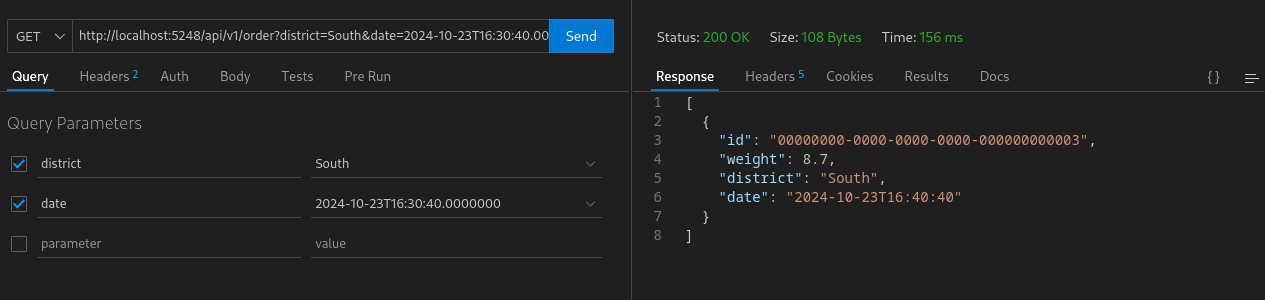 GET http://localhost:5248/api/v1/order?district=South&date=2024-10-23T16:30:40.00 Send
Query Headers 2 Auth Body Tests Pre Run
Query Parameters
district South
date 2024-10-23T16:30:40.0000000
parameter value
Status: 200 OK Size: 108 Bytes Time: 156 ms
Response Headers 5 Cookies Results Docs {}
1 [
2 {
3 "id": "00000000-0000-0000-0000-000000000003",
4 "weight": 8.7,
5 "district": "South",
6 "date": "2024-10-23T16:40:40"
7 }
8 ]